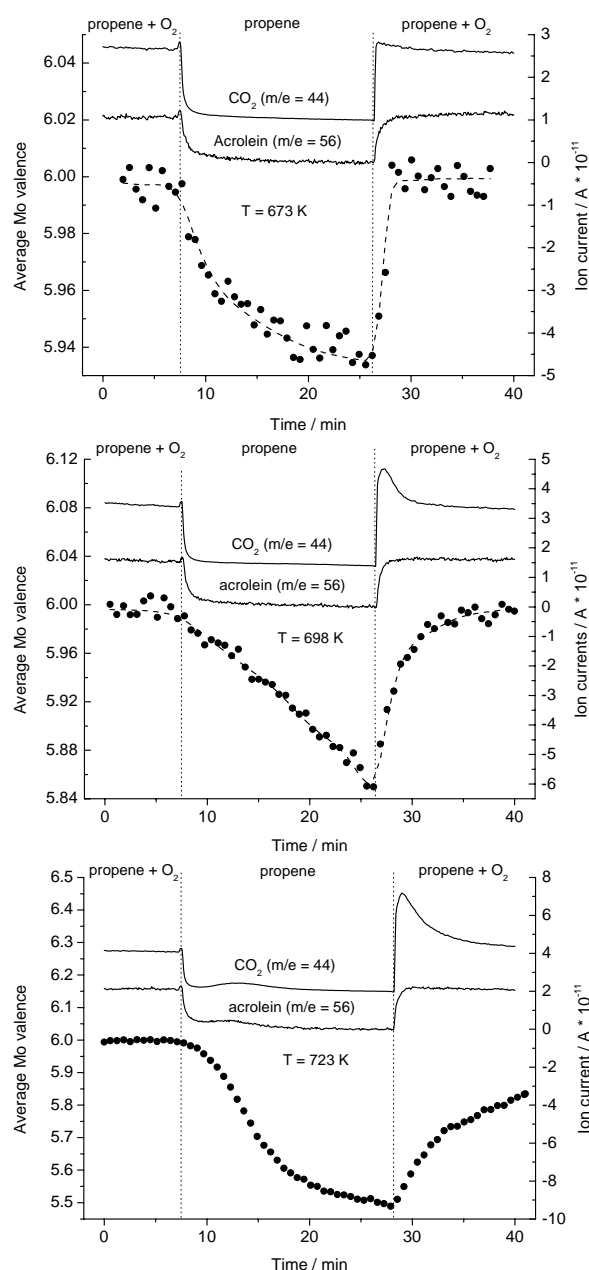 propene + O2 propene propene + O2
6.04
6.02
6.00
5.98
5.96
5.94
Average Mo valence
CO2 (m/e = 44)
Acrolein (m/e = 56)
T = 673 K
3
2
1
0
-1
-2
-3
-4
-5
Ion current / A * 10-11
0 10 20 30 40
Time / min
propene + O2 propene propene + O2
6.12
6.08
6.04
6.00
5.96
5.92
5.88
5.84
Average Mo valence
CO2 (m/e = 44)
acrolein (m/e = 56)
T = 698 K
5
4
3
2
1
0
-1
-2
-3
-4
-5
-6
Ion currents / A * 10-11
0 10 20 30 40
Time / min
propene + O2 propene propene + O2
6.5
6.4
6.3
6.2
6.1
6.0
5.9
5.8
5.7
5.6
5.5
Average Mo valence
CO2 (m/e = 44)
acrolein (m/e = 56)
T = 723 K
8
6
4
2
0
-2
-4
-6
-8
-10
Ion current / A * 10-11
0 10 20 30 40
Time / min